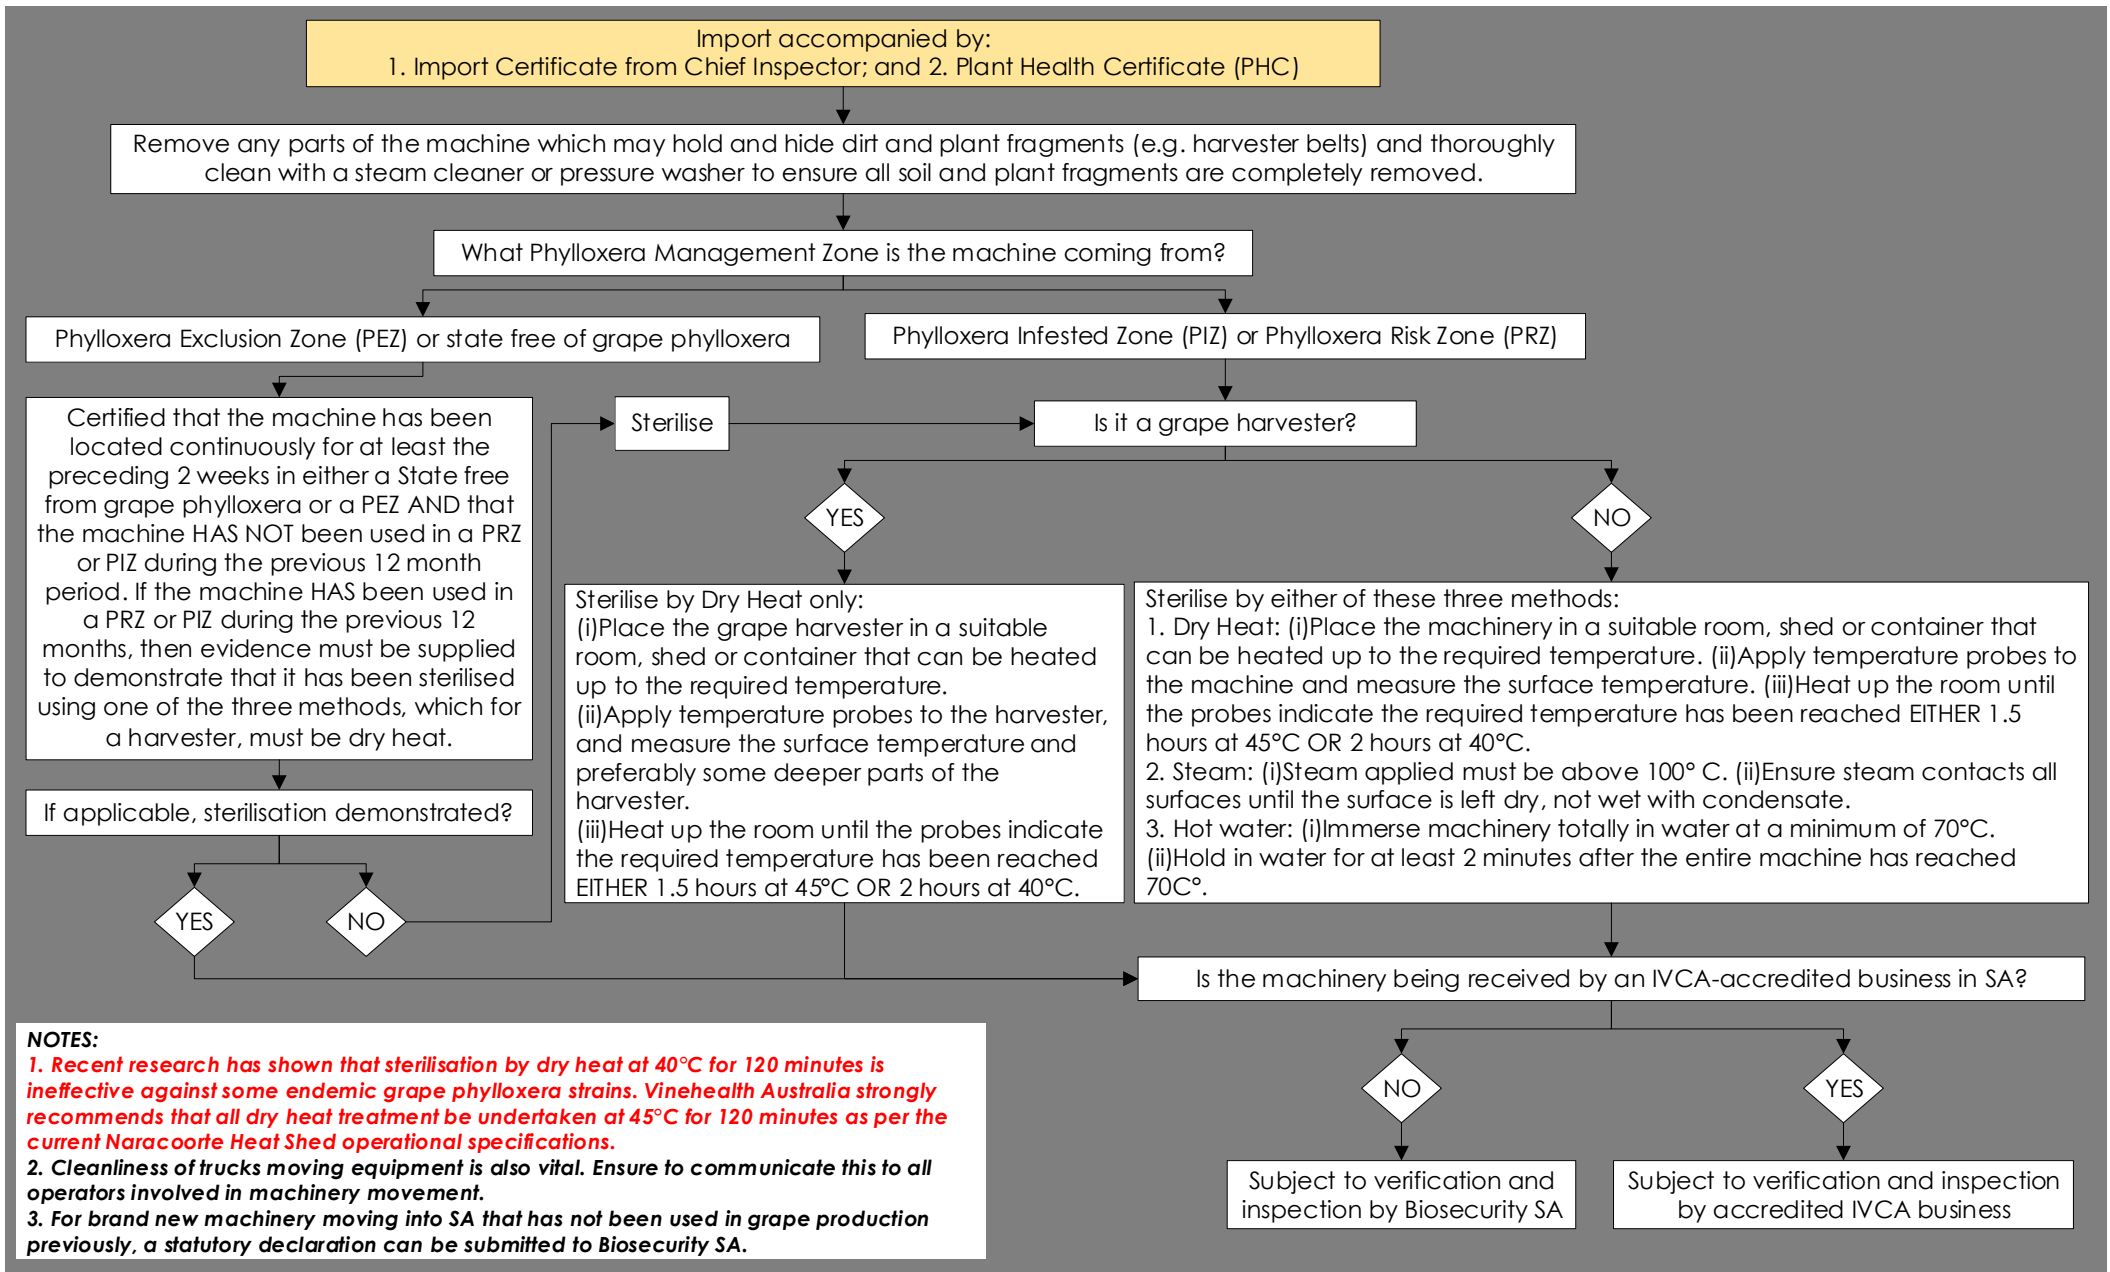 Import accompanied by:
1. Import Certificate from Chief Inspector; and 2. Plant Health Certificate (PHC)
Remove any parts of the machine which may hold and hide dirt and plant fragments (e.g. harvester belts) and thoroughly
clean with a steam cleaner or pressure washer to ensure all soil and plant fragments are completely removed.
What Phylloxera Management Zone is the machine coming from?
Phylloxera Exclusion Zone (PEZ) or state free of grape phylloxera
Phylloxera Infested Zone (PIZ) or Phylloxera Risk Zone (PRZ)
Certified that the machine has been
located continuously for at least the
preceding 2 weeks in either a State free
from grape phylloxera or a PEZ AND that
the machine HAS NOT been used in a PRZ
or PIZ during the previous 12 month
period. If the machine HAS been used in
a PRZ or PIZ during the previous 12
months, then evidence must be supplied
to demonstrate that it has been sterilised
using one of the three methods, which for
a harvester, must be dry heat.
If applicable, sterilisation demonstrated?
YES
NO
Sterilise
Is it a grape harvester?
YES
NO
Sterilise by Dry Heat only:
(i)Place the grape harvester in a suitable
room, shed or container that can be heated
up to the required temperature.
(ii)Apply temperature probes to the harvester,
and measure the surface temperature and
preferably some deeper parts of the
harvester.
(iii)Heat up the room until the probes indicate
the required temperature has been reached
EITHER 1.5 hours at 45°C OR 2 hours at 40°C.
Sterilise by either of these three methods:
1. Dry Heat: (i)Place the machinery in a suitable room, shed or container that
can be heated up to the required temperature. (ii)Apply temperature probes to
the machine and measure the surface temperature. (iii)Heat up the room until
the probes indicate the required temperature has been reached EITHER 1.5
hours at 45°C OR 2 hours at 40°C.
2. Steam: (i)Steam applied must be above 100° C. (ii)Ensure steam contacts all
surfaces until the surface is left dry, not wet with condensate.
3. Hot water: (i)Immerse machinery totally in water at a minimum of 70°C.
(ii)Hold in water for at least 2 minutes after the entire machine has reached
70C°.
Is the machinery being received by an IVCA-accredited business in SA?
NO
YES
Subject to verification and
inspection by Biosecurity SA
Subject to verification and inspection
by accredited IVCA business
NOTES:
1. Recent research has shown that sterilisation by dry heat at 40°C for 120 minutes is
ineffective against some endemic grape phylloxera strains. Vinehealth Australia strongly
recommends that all dry heat treatment be undertaken at 45°C for 120 minutes as per the
current Naracoorte Heat Shed operational specifications.
2. Cleanliness of trucks moving equipment is also vital. Ensure to communicate this to all
operators involved in machinery movement.
3. For brand new machinery moving into SA that has not been used in grape production
previously, a statutory declaration can be submitted to Biosecurity SA.